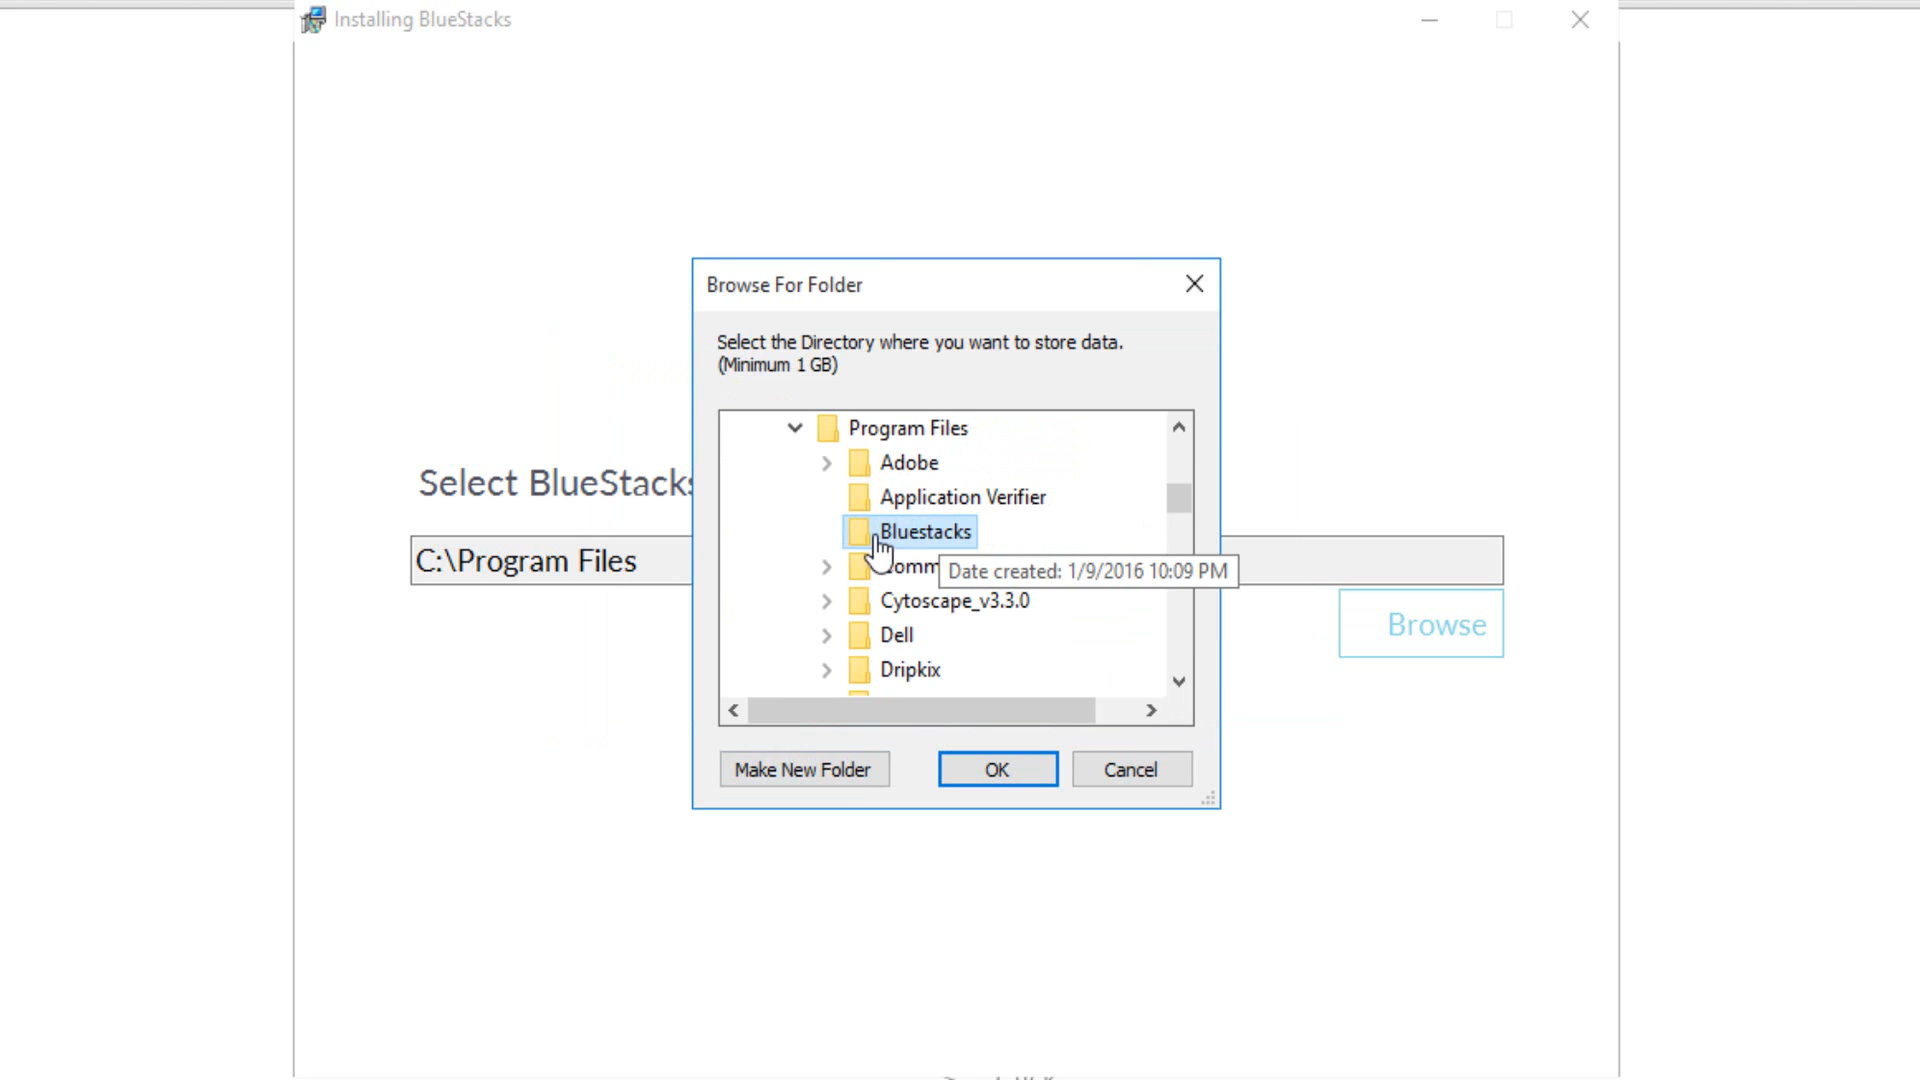 Installing BlueStacks
Browse For Folder
Select the Directory where you want to store data.
(Minimum 1 GB)
Program Files
Adobe
Application Verifier
Select BlueStacks
Bluestacks
C:\Program Files
Date created: 1/9/2016 10:09 PM
Cytoscape_v3.3.0
Browse
Dell
Dripkix
Make New Folder
OK
Cancel